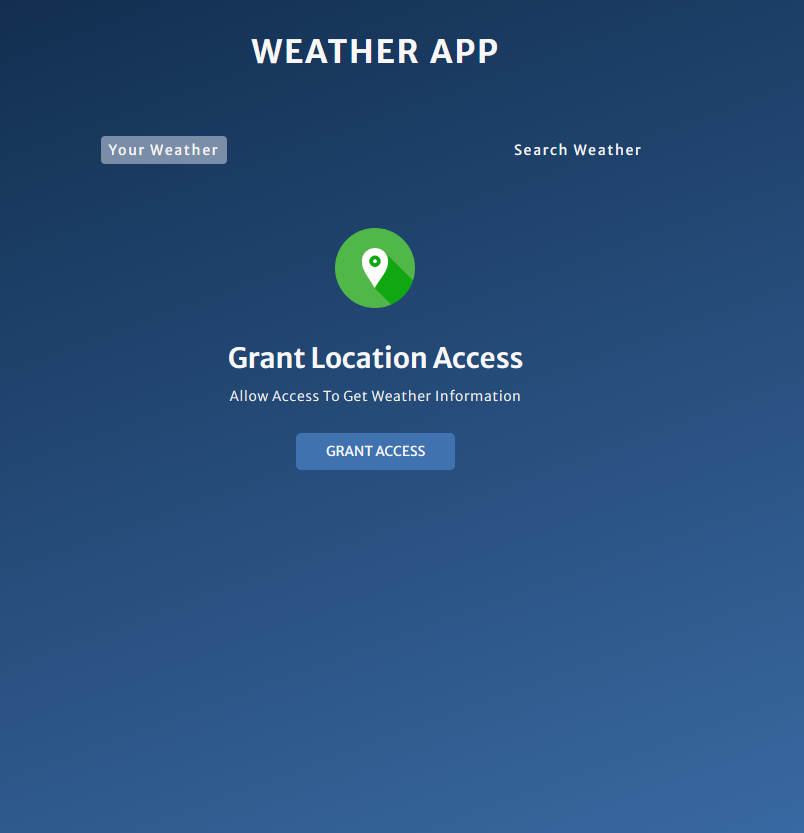 WEATHER APP
Your Weather
Search Weather
Grant Location Access
Allow Access To Get Weather Information
GRANT ACCESS